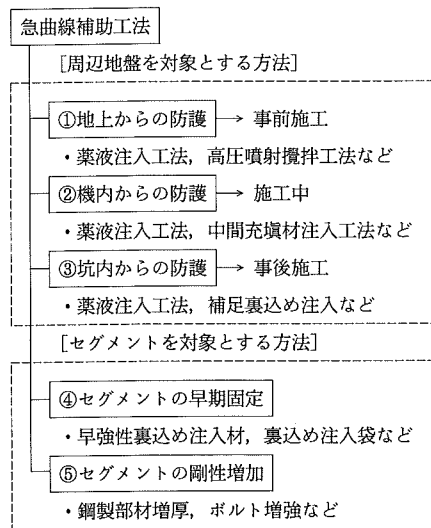 急曲線補助工法
[周辺地盤を対象とする方法]
①地上からの防護 → 事前施工
・薬液注入工法，高圧噴射攪拌工法など
②機内からの防護 → 施工中
・薬液注入工法，中間充塡材注入工法など
③坑内からの防護 → 事後施工
・薬液注入工法，補足裏込め注入など
[セグメントを対象とする方法]
④セグメントの早期固定
・早強性裏込め注入材，裏込め注入袋など
⑤セグメントの剛性増加
・鋼製部材増厚，ボルト増強など